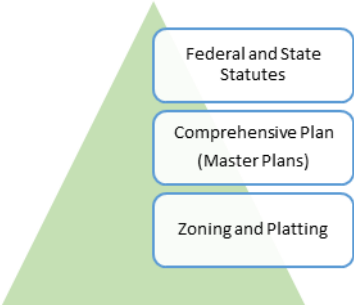 Federal and State
Statutes
Comprehensive Plan
(Master Plans)
Zoning and Platting